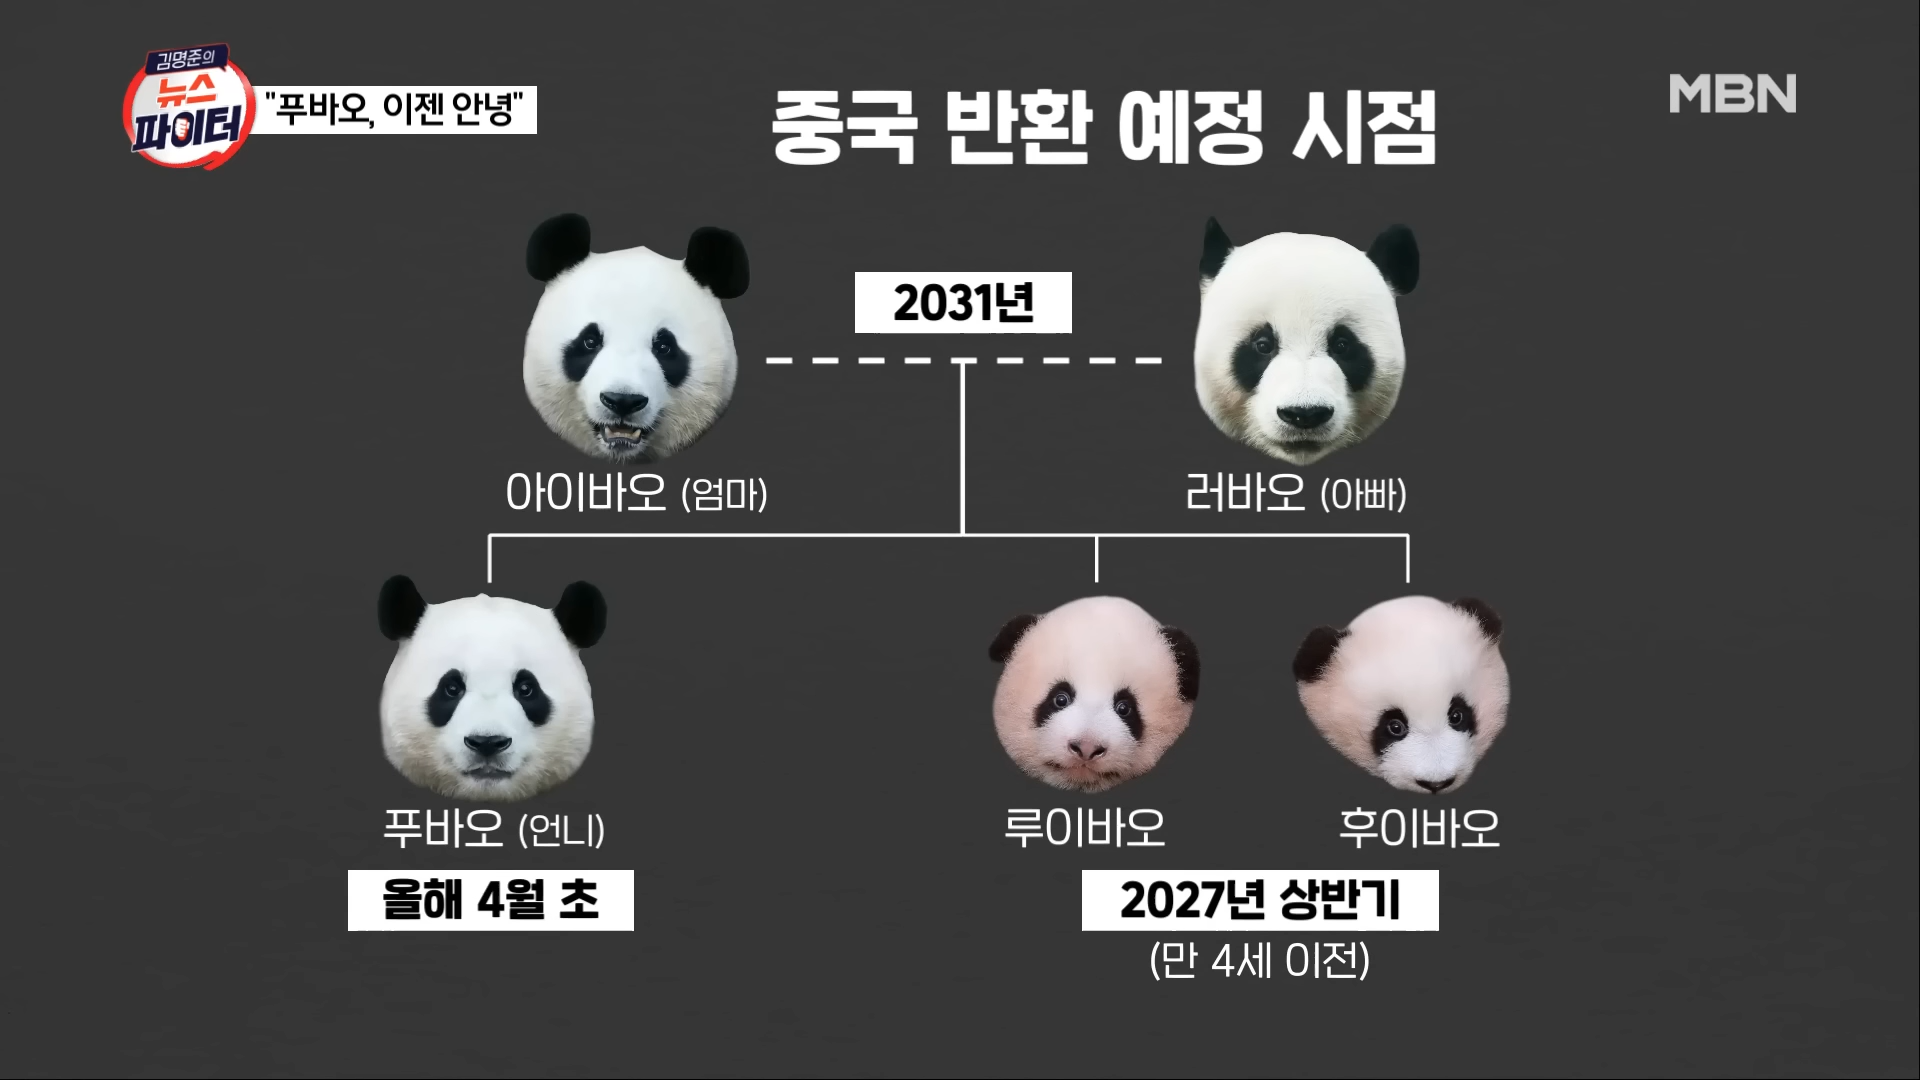 김명준의
뉴스
파이터
"푸바오, 이젠 안녕"
중국 반환 예정 시점
MBN
2031년
아이바오 (엄마)
러바오 (아빠)
푸바오 (언니)
루이바오
후이바오
올해 4월 초
2027년 상반기
(만 4세 이전)